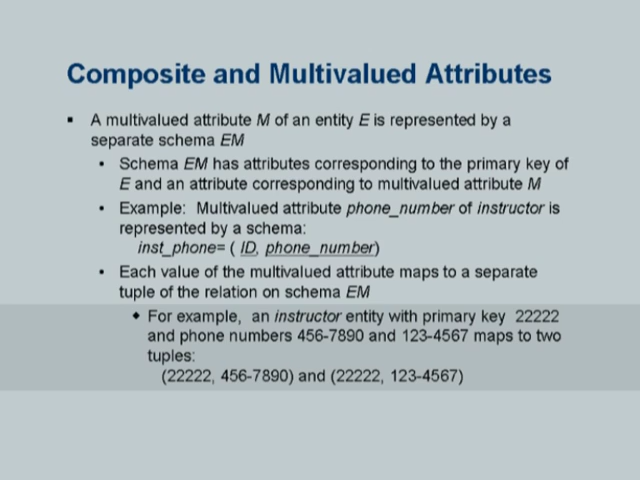 Composite and Multivalued Attributes
▪ A multivalued attribute M of an entity E is represented by a
separate schema EM
• Schema EM has attributes corresponding to the primary key of
E and an attribute corresponding to multivalued attribute M
• Example: Multivalued attribute phone_number of instructor is
represented by a schema:
inst_phone= ( ID, phone_number)
• Each value of the multivalued attribute maps to a separate
tuple of the relation on schema EM
◆ For example, an instructor entity with primary key 22222
and phone numbers 456-7890 and 123-4567 maps to two
tuples:
(22222, 456-7890) and (22222, 123-4567)